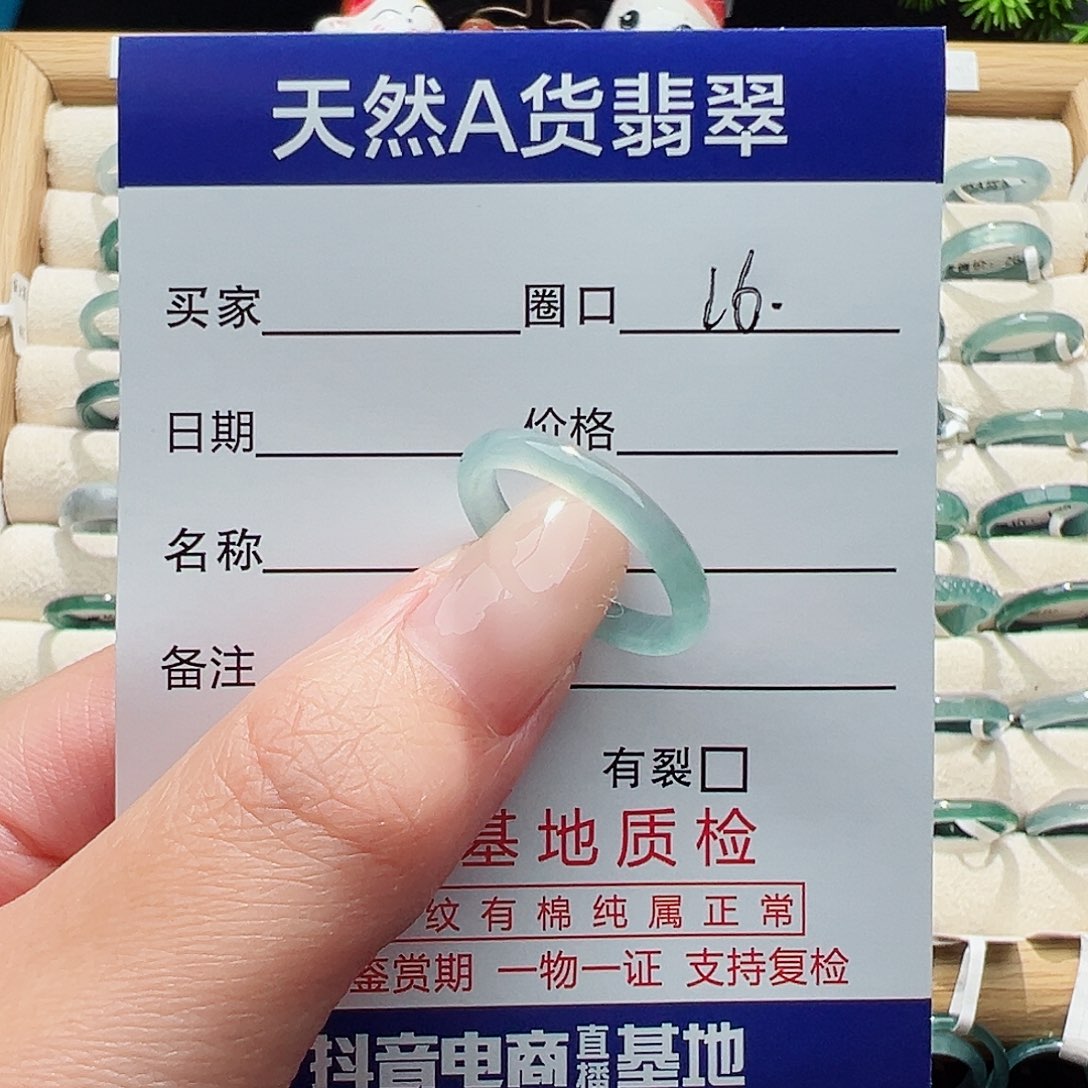 天然A货翡翠
买家 圈口 16.
日期 价格
名称
备注
有裂□
基地质检
纹有棉纯属正常
鉴赏期 一物一证 支持复检
抖音电商直播基地